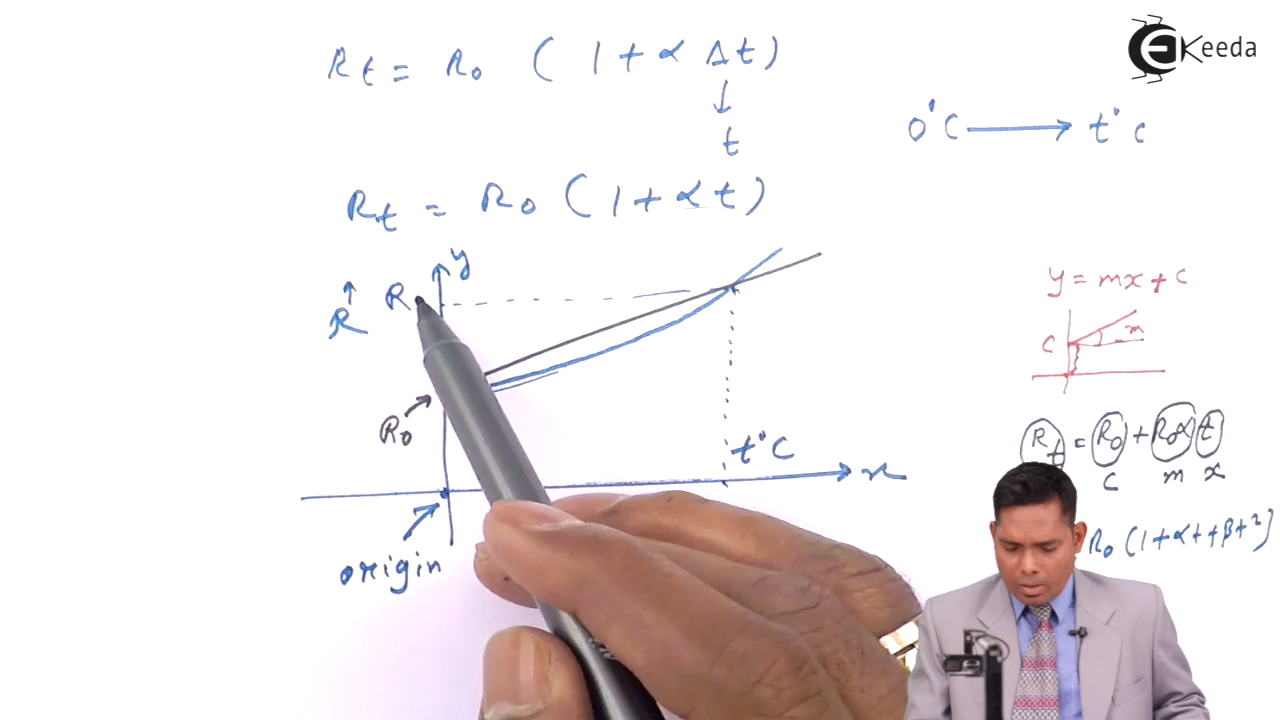 Rt = R₀ ( 1 + α Δt )
↓
t
Rt = R₀ ( 1 + α t )
Keeda
0°C → t°C
y
R
R
R₀
t°C
x
origin
y = mx + c
c
m
Rt = R₀ + R₀α t
c m x
R₀ (1 + αt + βt²)